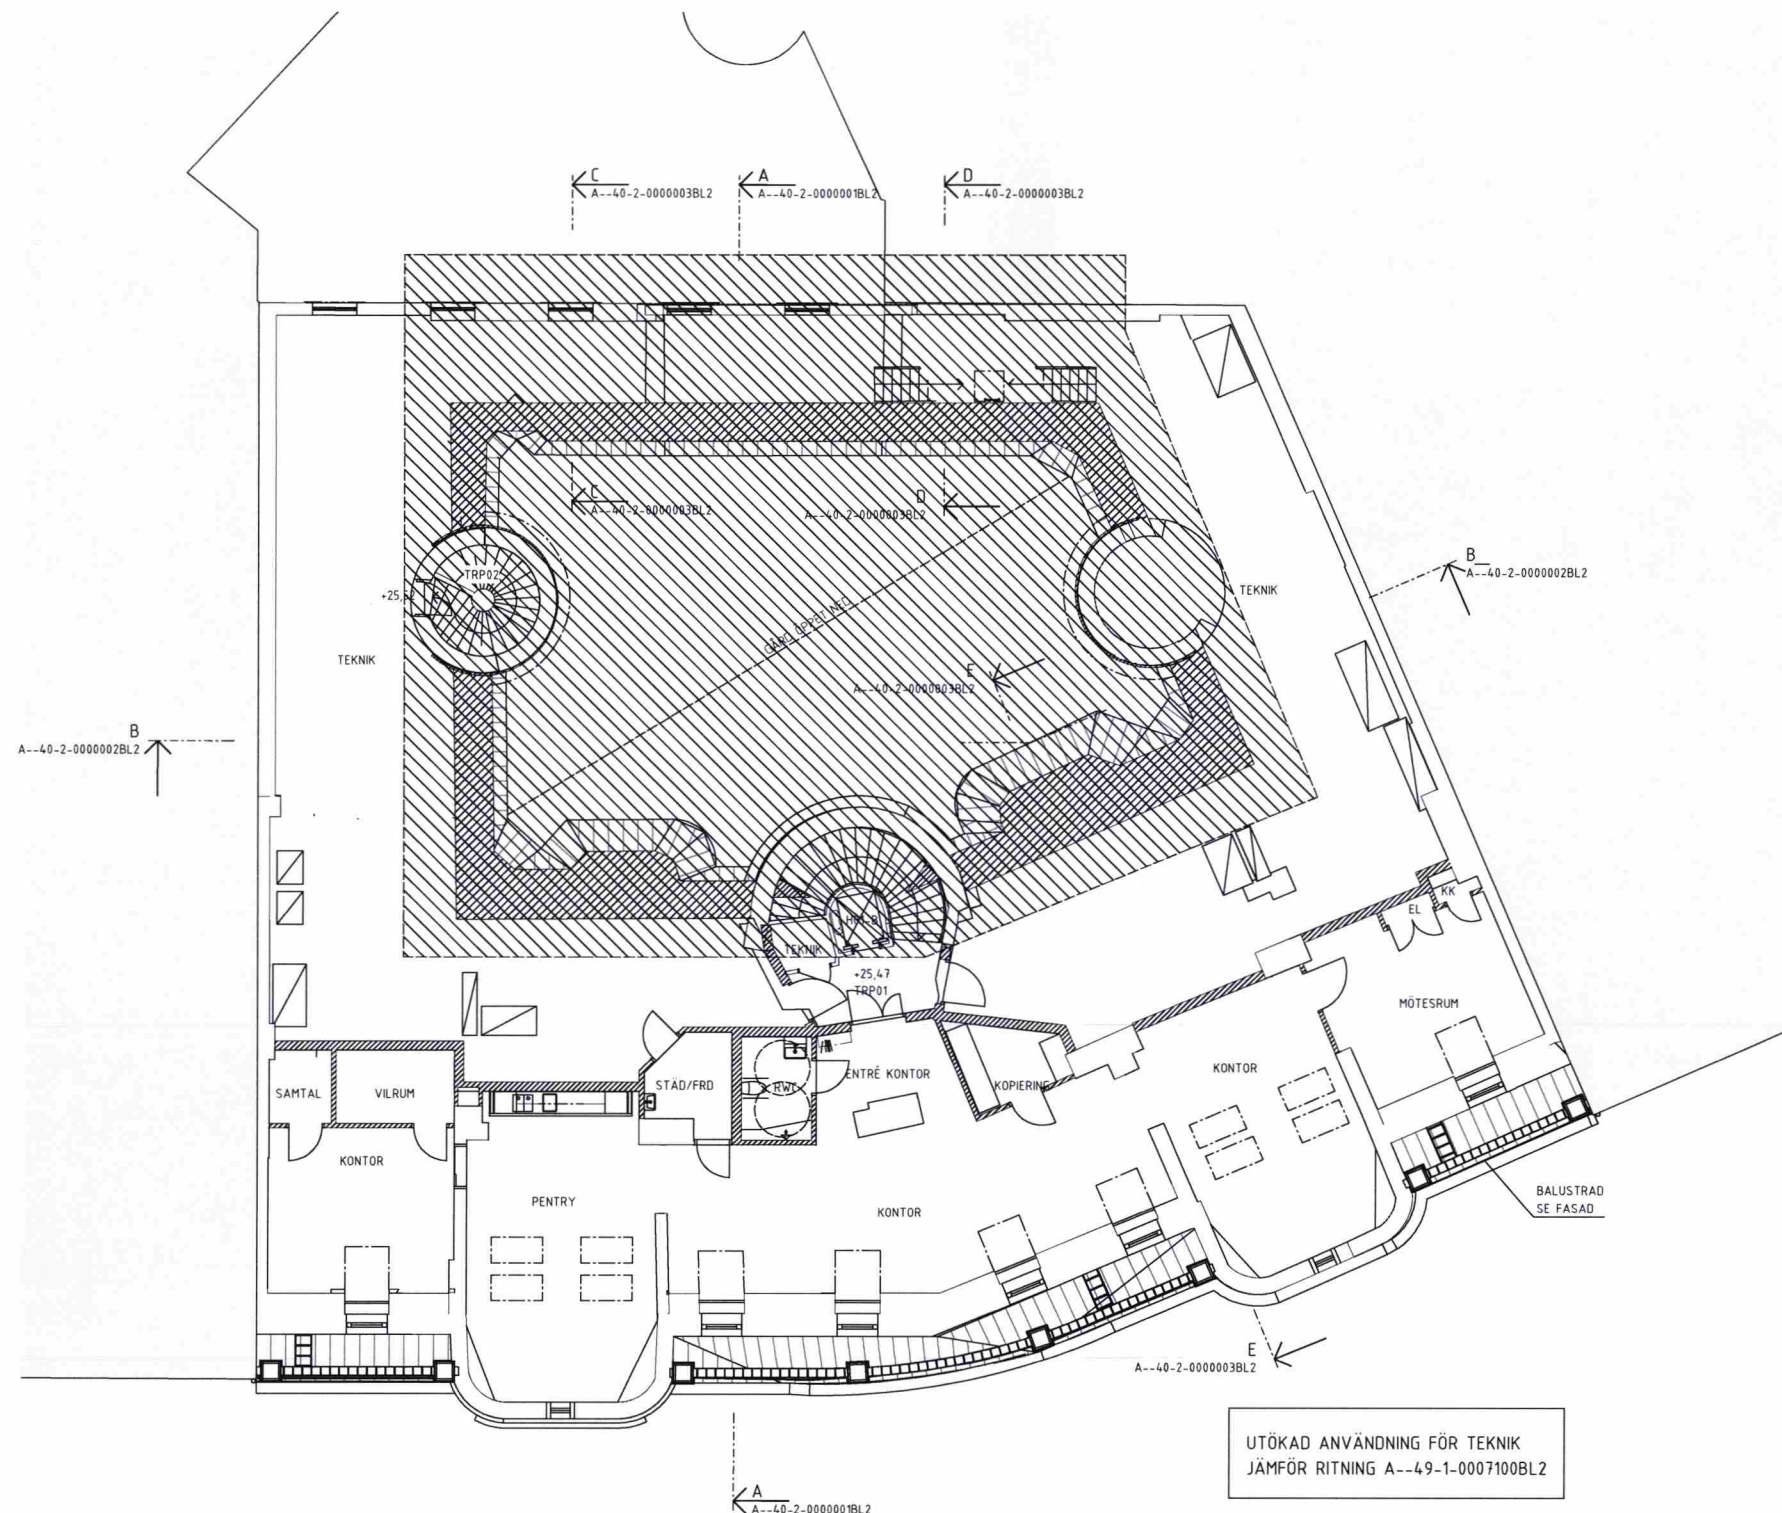 C
A--40-2-0000003BL2
A
A--40-2-0000001BL2
D
A--40-2-0000003BL2
C
A--40-2-0000003BL2
D
A--40-2-0000003BL2
B
A--40-2-0000002BL2
TRP02
+25,52
TEKNIK
GÅRD ÖPPET NED
TEKNIK
E
A--40-2-0000003BL2
B
A--40-2-0000002BL2
KK
EL
TEKNIK
+25,47
TRP01
MÖTESRUM
SAMTAL
VILRUM
STÄD/FRD
RWC
ENTRÉ KONTOR
KOPIERING
KONTOR
KONTOR
PENTRY
KONTOR
BALUSTRAD
SE FASAD
E
A--40-2-0000003BL2
UTÖKAD ANVÄNDNING FÖR TEKNIK
JÄMFÖR RITNING A--49-1-0007100BL2
A
A--40-2-0000001BL2